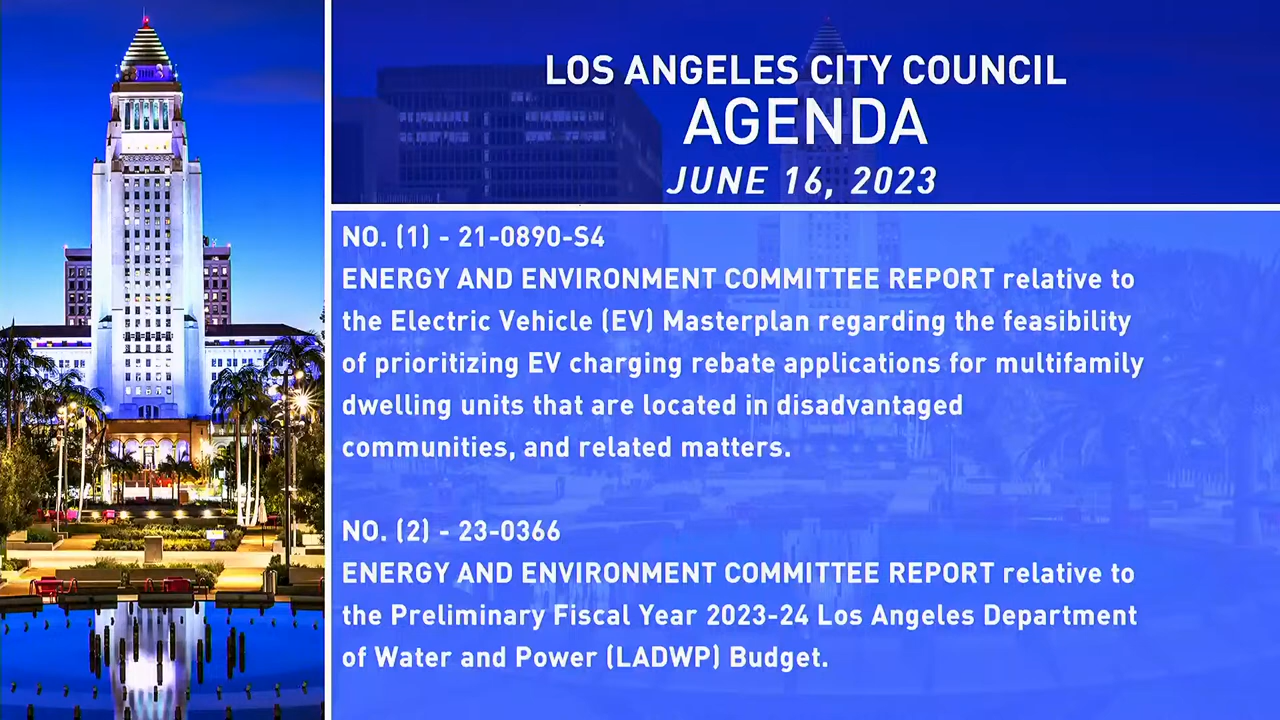 LOS ANGELES CITY COUNCIL
AGENDA
JUNE 16, 2023
NO. (1) - 21-0890-S4
ENERGY AND ENVIRONMENT COMMITTEE REPORT relative to
the Electric Vehicle (EV) Masterplan regarding the feasibility
of prioritizing EV charging rebate applications for multifamily
dwelling units that are located in disadvantaged
communities, and related matters.
NO. (2) - 23-0366
ENERGY AND ENVIRONMENT COMMITTEE REPORT relative to
the Preliminary Fiscal Year 2023-24 Los Angeles Department
of Water and Power (LADWP) Budget.